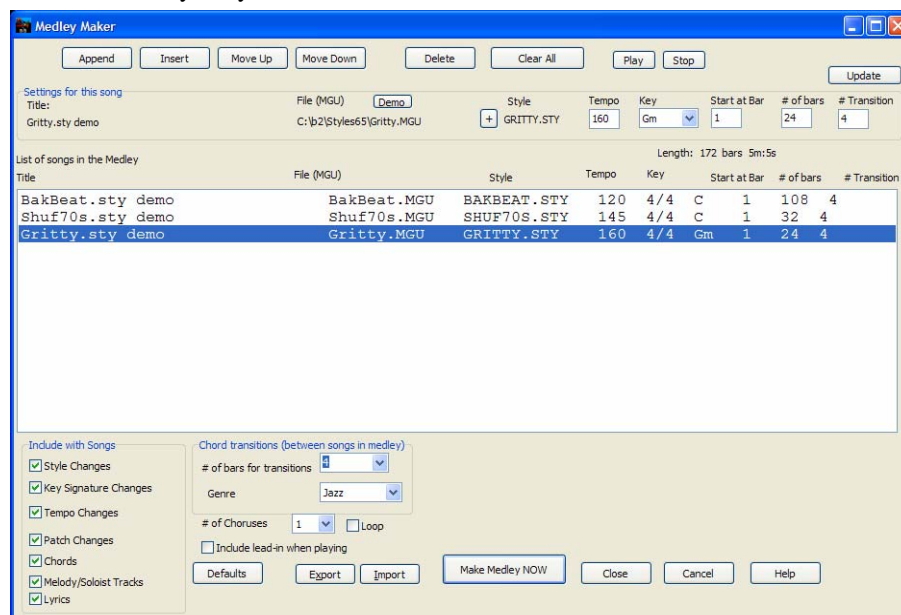 Medley Maker
Append Insert Move Up Move Down Delete Clear All Play Stop
Update
Settings for this song
Title: File (MGU) Demo Style Tempo Key Start at Bar # of bars # Transition
Gritty.sty demo C:\b2\Styles65\Gritty.MGU + GRITTY.STY 160 Gm 1 24 4
Length: 172 bars 5m:5s
List of songs in the Medley
Title File (MGU) Style Tempo Key Start at Bar # of bars # Transition
BakBeat.sty demo BakBeat.MGU BAKBEAT.STY 120 4/4 C 1 108 4
Shuf70s.sty demo Shuf70s.MGU SHUF70S.STY 145 4/4 C 1 32 4
Gritty.sty demo Gritty.MGU GRITTY.STY 160 4/4 Gm 1 24 4
Include with Songs
Style Changes
Key Signature Changes
Tempo Changes
Patch Changes
Chords
Melody/Soloist Tracks
Lyrics
Chord transitions (between songs in medley)
# of bars for transitions 4
Genre Jazz
# of Choruses 1 Loop
Include lead-in when playing
Defaults Export Import Make Medley NOW Close Cancel Help